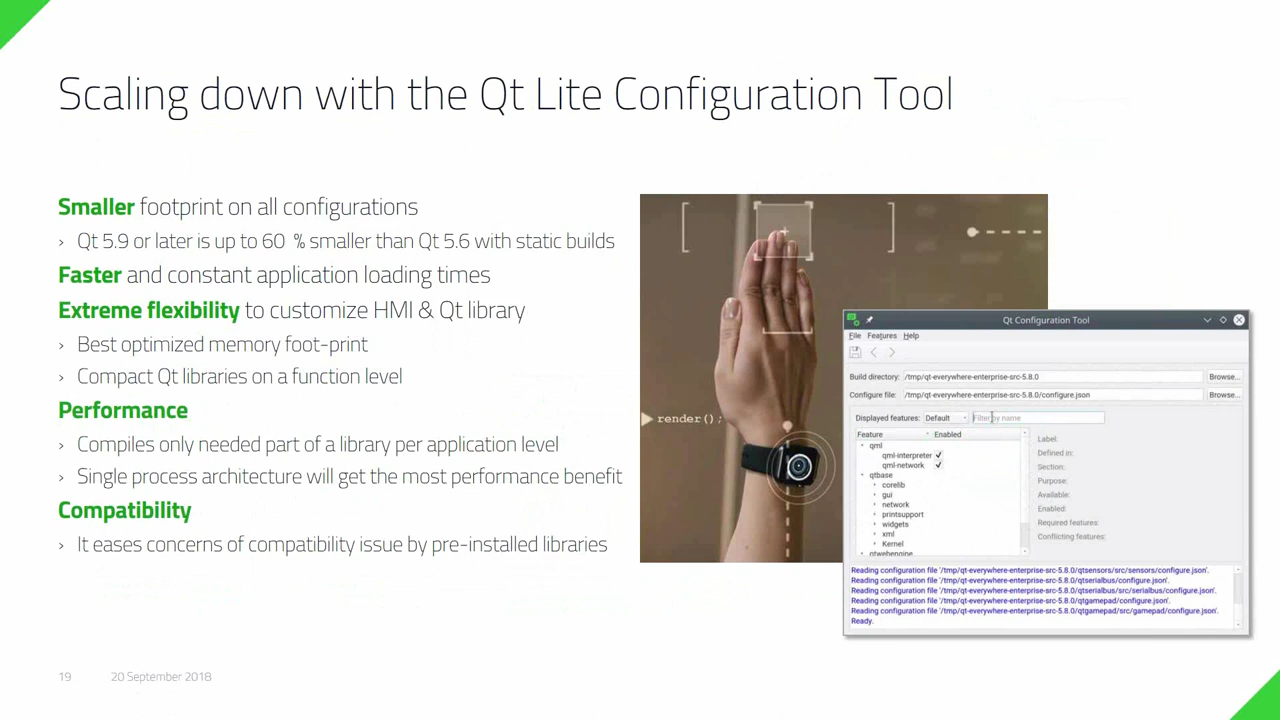 Scaling down with the Qt Lite Configuration Tool
Smaller footprint on all configurations
› Qt 5.9 or later is up to 60 % smaller than Qt 5.6 with static builds
Faster and constant application loading times
Extreme flexibility to customize HMI & Qt library
› Best optimized memory foot-print
› Compact Qt libraries on a function level
Performance
› Compiles only needed part of a library per application level
› Single process architecture will get the most performance benefit
Compatibility
› It eases concerns of compatibility issue by pre-installed libraries
render();
Qt Configuration Tool
File Features Help
Build directory: /tmp/qt-everywhere-enterprise-src-5.8.0 Browse...
Configure file: /tmp/qt-everywhere-enterprise-src-5.8.0/configure.json Browse...
Displayed features: Default Filter by name
Feature Enabled
qml
qml-interpreter ✓
qml-network ✓
qtbase
corelib
gui
network
printsupport
widgets
xml
Kernel
qtwebengine
Label:
Defined in:
Section:
Purpose:
Available:
Enabled:
Required features:
Conflicting features:
Reading configuration file '/tmp/qt-everywhere-enterprise-src-5.8.0/qtsensors/src/sensors/configure.json'.
Reading configuration file '/tmp/qt-everywhere-enterprise-src-5.8.0/qtserialbus/configure.json'.
Reading configuration file '/tmp/qt-everywhere-enterprise-src-5.8.0/qtserialbus/src/serialbus/configure.json'.
Reading configuration file '/tmp/qt-everywhere-enterprise-src-5.8.0/qtgamepad/configure.json'.
Reading configuration file '/tmp/qt-everywhere-enterprise-src-5.8.0/qtgamepad/src/gamepad/configure.json'.
Ready.
19 20 September 2018